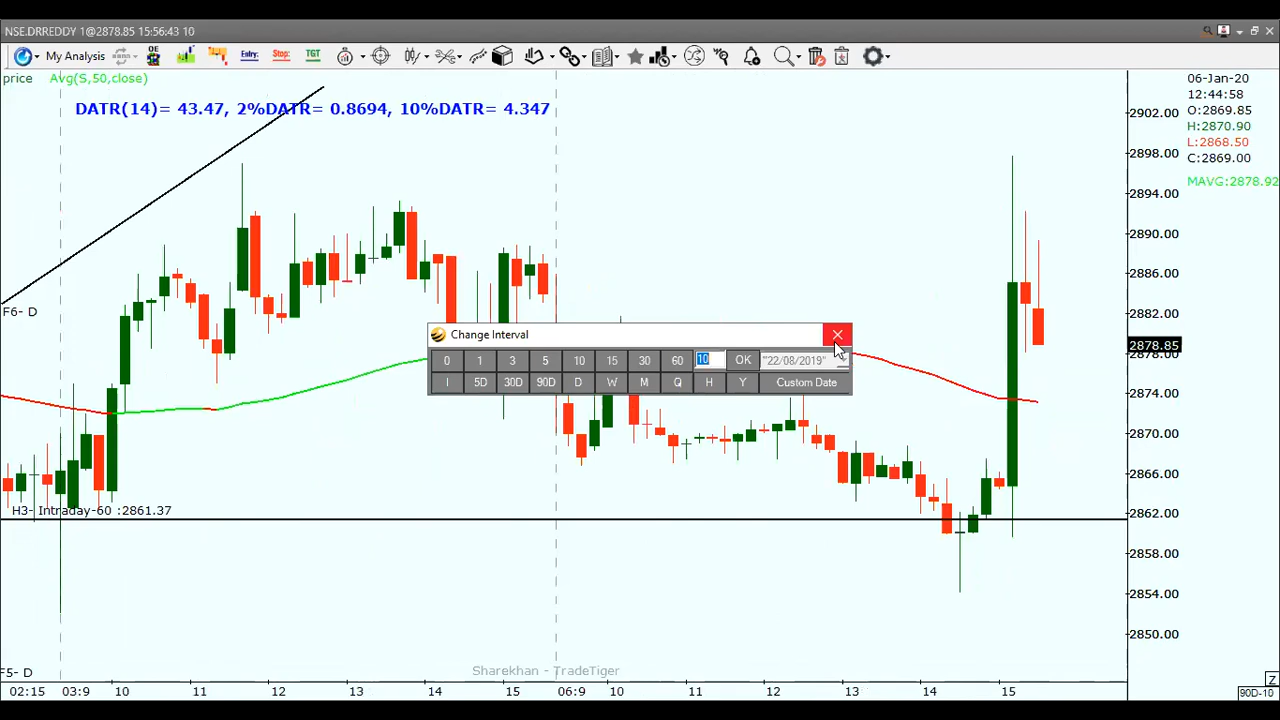 NSE.DRREDDY 1@2878.85 15:56:43 10
My Analysis
OE
Entry:
Stop:
TGT
price Avg(S,50,close)
DATR(14)= 43.47, 2%DATR= 0.8694, 10%DATR= 4.347
06-Jan-20
12:44:58
O:2869.85
H:2870.90
L:2868.50
C:2869.00
MAVG:2878.92
2902.00
2898.00
2894.00
2890.00
2886.00
2882.00
2878.85
2878.00
2874.00
2870.00
2866.00
2862.00
2858.00
2854.00
2850.00
F6- D
Change Interval
0 1 3 5 10 15 30 60 10 OK "22/08/2019"
I 5D 30D 90D D W M Q H Y Custom Date
H3- Intraday-60 :2861.37
F5- D
Sharekhan - TradeTiger
Z
02:15 03:9 10 11 12 13 14 15 06:9 10 11 12 13 14 15
90D-10